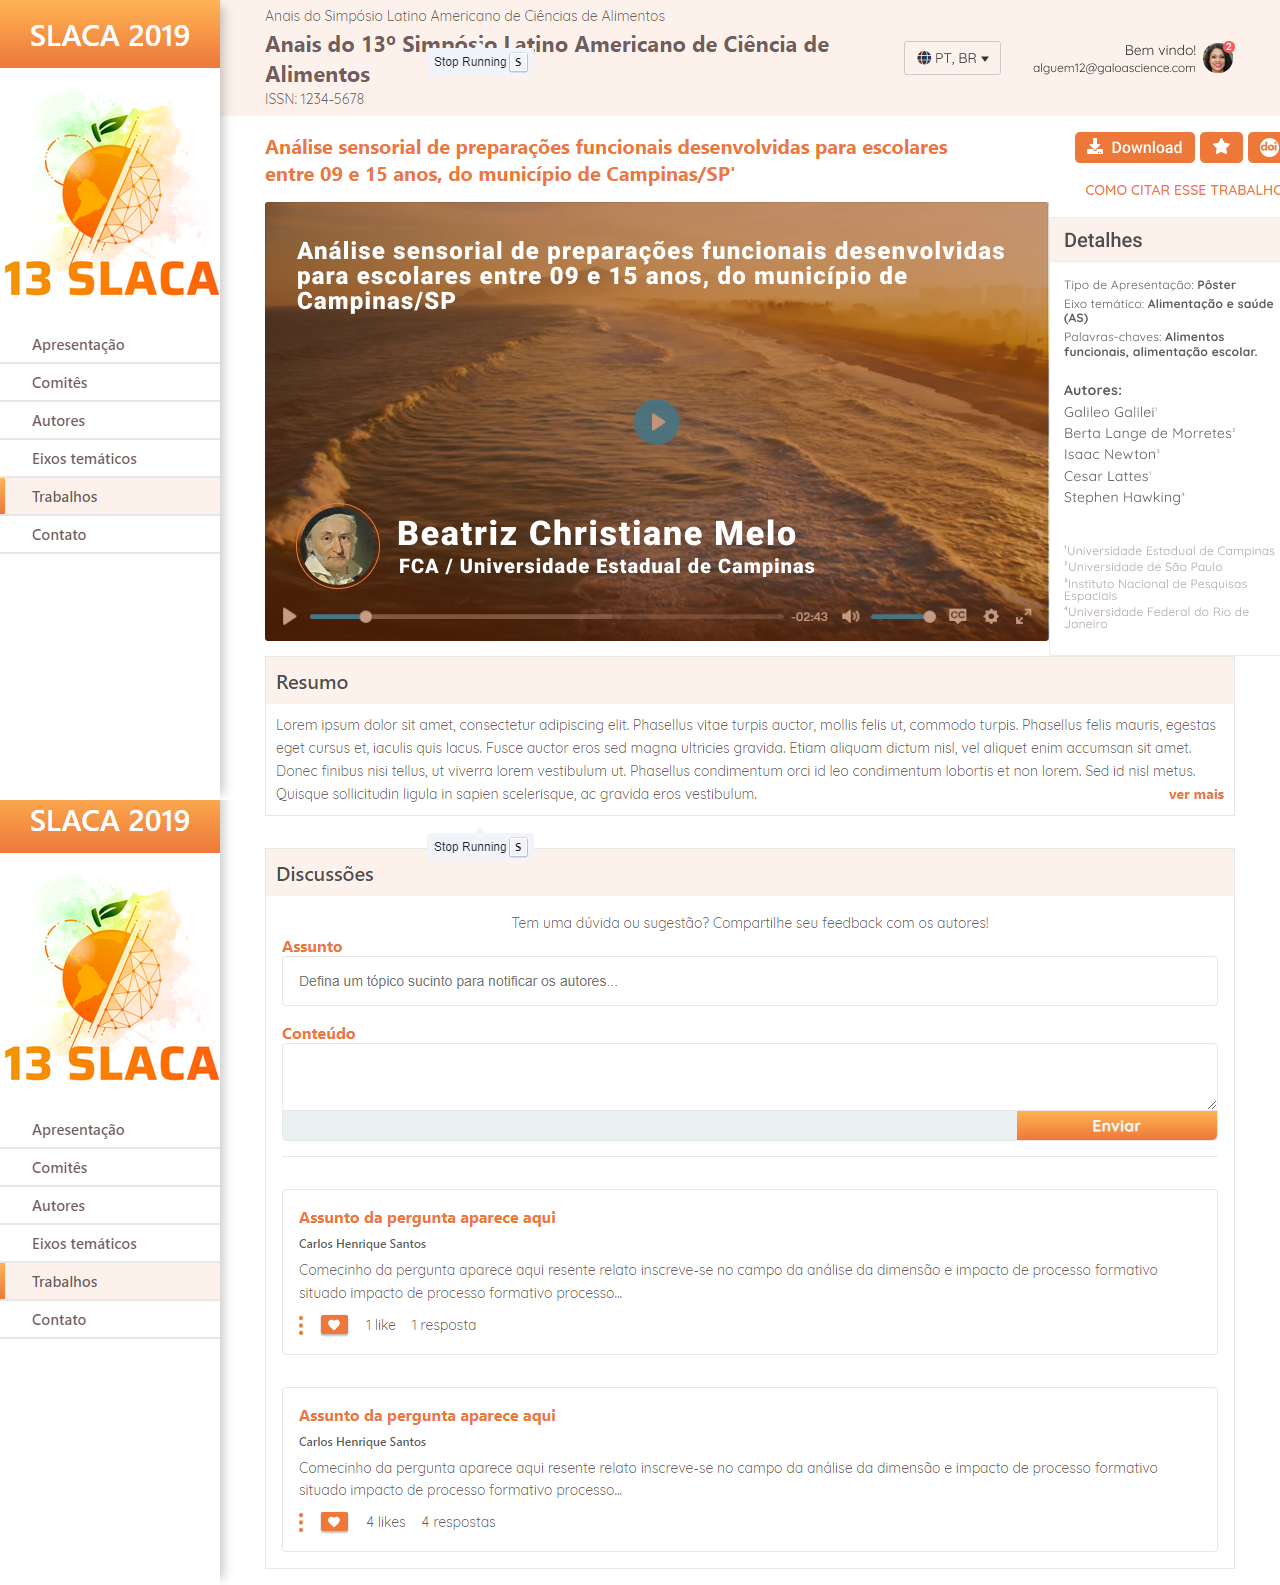 SLACA 2019
13 SLACA
Apresentação
Comitês
Autores
Eixos temáticos
Trabalhos
Contato
Anais do Simpósio Latino Americano de Ciências de Alimentos
Anais do 13º Simpósio Latino Americano de Ciência de
Alimentos
Stop Running S
ISSN: 1234-5678
PT, BR
Bem vindo!
alguem12@galoascience.com
2
Análise sensorial de preparações funcionais desenvolvidas para escolares
entre 09 e 15 anos, do município de Campinas/SP'
Download
doi
COMO CITAR ESSE TRABALHO
Análise sensorial de preparações funcionais desenvolvidas
para escolares entre 09 e 15 anos, do município de
Campinas/SP
Beatriz Christiane Melo
FCA / Universidade Estadual de Campinas
-02:43
CC
Detalhes
Tipo de Apresentação: Pôster
Eixo temático: Alimentação e saúde
(AS)
Palavras-chaves: Alimentos
funcionais, alimentação escolar.
Autores:
Galileo Galilei¹
Berta Lange de Morretes²
Isaac Newton³
Cesar Lattes¹
Stephen Hawking⁴
¹Universidade Estadual de Campinas
²Universidade de São Paulo
³Instituto Nacional de Pesquisas
Espaciais
⁴Universidade Federal do Rio de
Janeiro
Resumo
Lorem ipsum dolor sit amet, consectetur adipiscing elit. Phasellus vitae turpis auctor, mollis felis ut, commodo turpis. Phasellus felis mauris, egestas
eget cursus et, iaculis quis lacus. Fusce auctor eros sed magna ultricies gravida. Etiam aliquam dictum nisl, vel aliquet enim accumsan sit amet.
Donec finibus nisi tellus, ut viverra lorem vestibulum ut. Phasellus condimentum orci id leo condimentum lobortis et non lorem. Sed id nisl metus.
Quisque sollicitudin ligula in sapien scelerisque, ac gravida eros vestibulum.
ver mais
SLACA 2019
13 SLACA
Apresentação
Comitês
Autores
Eixos temáticos
Trabalhos
Contato
Stop Running S
Discussões
Tem uma dúvida ou sugestão? Compartilhe seu feedback com os autores!
Assunto
Defina um tópico sucinto para notificar os autores...
Conteúdo
Enviar
Assunto da pergunta aparece aqui
Carlos Henrique Santos
Comecinho da pergunta aparece aqui resente relato inscreve-se no campo da análise da dimensão e impacto de processo formativo
situado impacto de processo formativo processo...
1 like 1 resposta
Assunto da pergunta aparece aqui
Carlos Henrique Santos
Comecinho da pergunta aparece aqui resente relato inscreve-se no campo da análise da dimensão e impacto de processo formativo
situado impacto de processo formativo processo...
4 likes 4 respostas